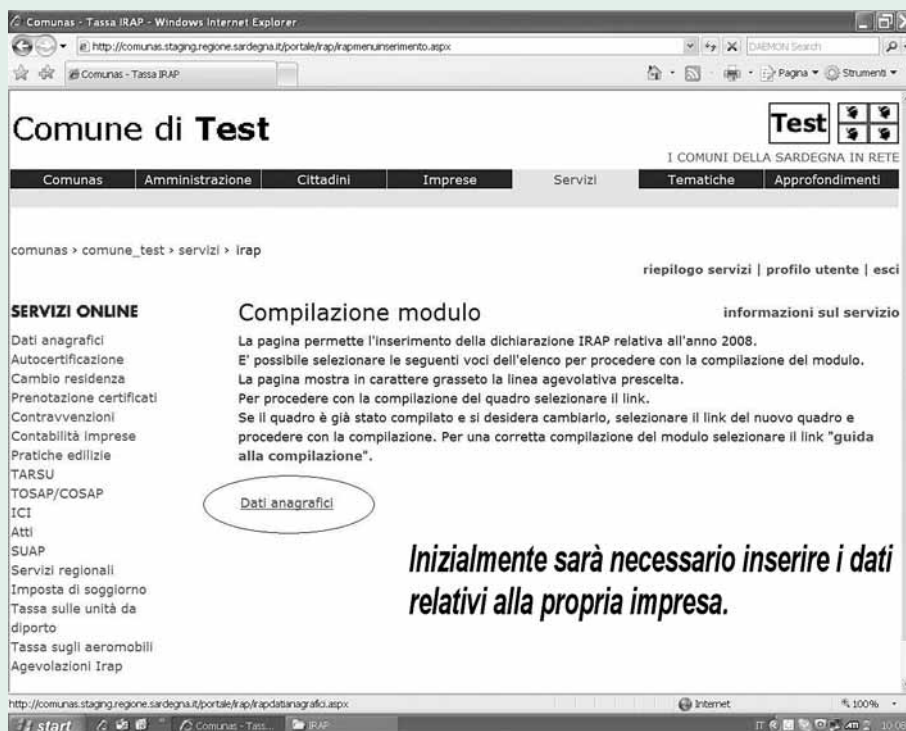 Comunas - Tassa IRAP - Windows Internet Explorer
http://comunas.staging.regione.sardegna.it/portale/irap/irapmenuinserimento.aspx
DAEMON Search
Comunas - Tassa IRAP
Pagina
Strumenti
Comune di Test
Test
I COMUNI DELLA SARDEGNA IN RETE
Comunas Amministrazione Cittadini Imprese Servizi Tematiche Approfondimenti
comunas > comune_test > servizi > irap
riepilogo servizi | profilo utente | esci
SERVIZI ONLINE
Dati anagrafici
Autocertificazione
Cambio residenza
Prenotazione certificati
Contravvenzioni
Contabilità imprese
Pratiche edilizie
TARSU
TOSAP/COSAP
ICI
Atti
SUAP
Servizi regionali
Imposta di soggiorno
Tassa sulle unità da
diporto
Tassa sugli aeromobili
Agevolazioni Irap
Compilazione modulo
informazioni sul servizio
La pagina permette l'inserimento della dichiarazione IRAP relativa all'anno 2008.
E' possibile selezionare le seguenti voci dell'elenco per procedere con la compilazione del modulo.
La pagina mostra in carattere grasseto la linea agevolativa prescelta.
Per procedere con la compilazione del quadro selezionare il link.
Se il quadro è già stato compilato e si desidera cambiarlo, selezionare il link del nuovo quadro e
procedere con la compilazione. Per una corretta compilazione del modulo selezionare il link "guida
alla compilazione".
Dati anagrafici
Inizialmente sarà necessario inserire i dati
relativi alla propria impresa.
http://comunas.staging.regione.sardegna.it/portale/irap/irapdatianagrafici.aspx
Internet
100%
start
Comunas - Tass...
IRAP
IT
10.06